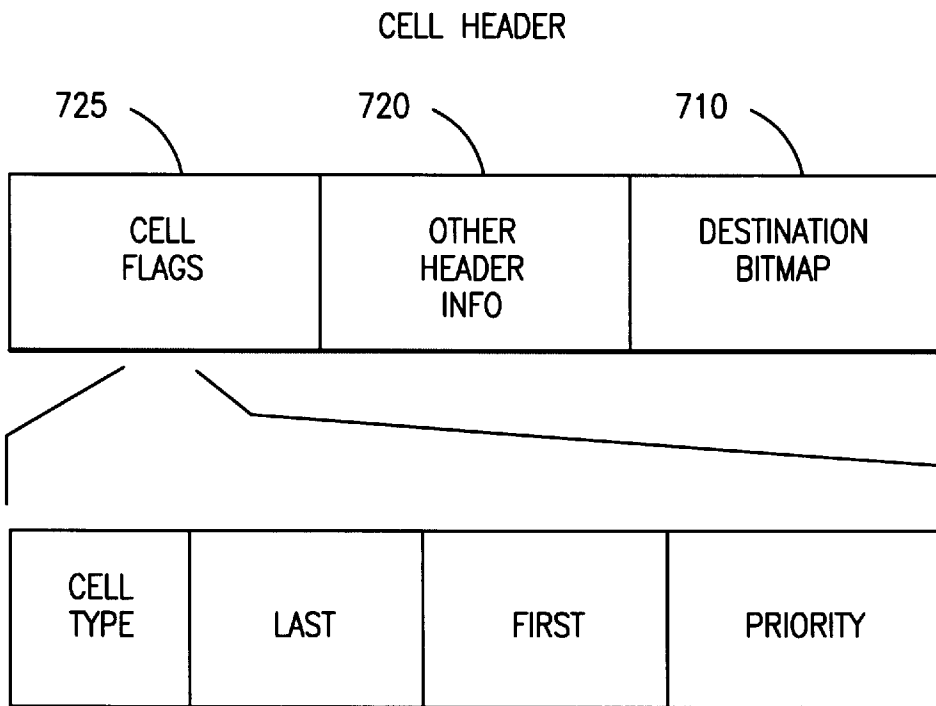 CELL HEADER
725
720
710
CELL
FLAGS
OTHER
HEADER
INFO
DESTINATION
BITMAP
CELL
TYPE
LAST
FIRST
PRIORITY